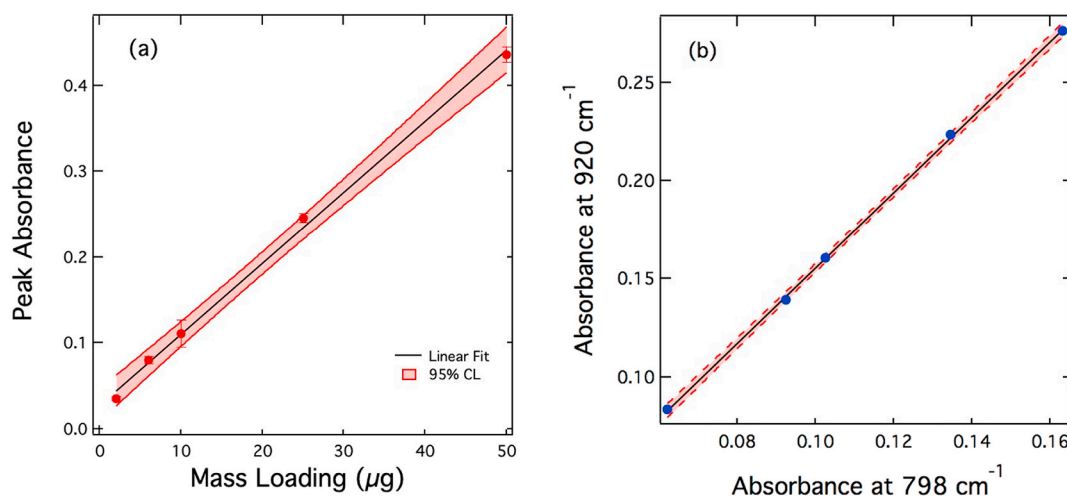 (a)
Peak Absorbance
0.4
0.3
0.2
0.1
0.0
0
10
20
30
40
50
Mass Loading (µg)
Linear Fit
95% CL
(b)
Absorbance at 920 cm⁻¹
0.25
0.20
0.15
0.10
0.08
0.10
0.12
0.14
0.16
Absorbance at 798 cm⁻¹